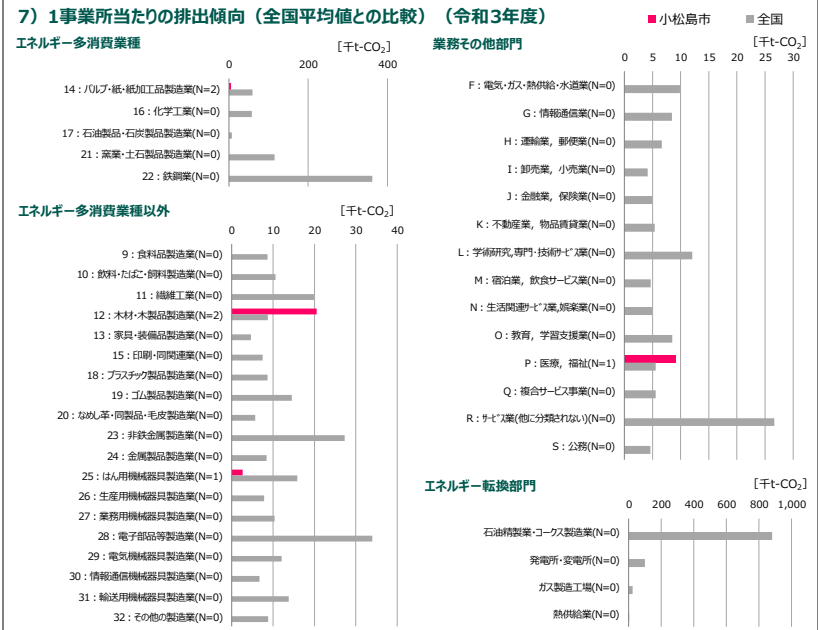 7）1事業所当たりの排出傾向（全国平均値との比較）（令和3年度）
■小松島市 ■全国
エネルギー多消費業種
[千t-CO₂]
0 200 400
14：パルプ・紙・紙加工品製造業(N=2)
16：化学工業(N=0)
17：石油製品・石炭製品製造業(N=0)
21：窯業・土石製品製造業(N=0)
22：鉄鋼業(N=0)
エネルギー多消費業種以外
[千t-CO₂]
0 10 20 30 40
9：食料品製造業(N=0)
10：飲料・たばこ・飼料製造業(N=0)
11：繊維工業(N=0)
12：木材・木製品製造業(N=2)
13：家具・装備品製造業(N=0)
15：印刷・同関連業(N=0)
18：プラスチック製品製造業(N=0)
19：ゴム製品製造業(N=0)
20：なめし革・同製品・毛皮製造業(N=0)
23：非鉄金属製造業(N=0)
24：金属製品製造業(N=0)
25：はん用機械器具製造業(N=1)
26：生産用機械器具製造業(N=0)
27：業務用機械器具製造業(N=0)
28：電子部品等製造業(N=0)
29：電気機械器具製造業(N=0)
30：情報通信機械器具製造業(N=0)
31：輸送用機械器具製造業(N=0)
32：その他の製造業(N=0)
業務その他部門
[千t-CO₂]
0 5 10 15 20 25 30
F：電気・ガス・熱供給・水道業(N=0)
G：情報通信業(N=0)
H：運輸業，郵便業(N=0)
I：卸売業，小売業(N=0)
J：金融業，保険業(N=0)
K：不動産業，物品賃貸業(N=0)
L：学術研究,専門・技術ｻｰﾋﾞｽ業(N=0)
M：宿泊業，飲食サービス業(N=0)
N：生活関連ｻｰﾋﾞｽ業,娯楽業(N=0)
O：教育，学習支援業(N=0)
P：医療，福祉(N=1)
Q：複合サービス事業(N=0)
R：ｻｰﾋﾞｽ業(他に分類されない)(N=0)
S：公務(N=0)
エネルギー転換部門
[千t-CO₂]
0 200 400 600 800 1,000
石油精製業・コークス製造業(N=0)
発電所・変電所(N=0)
ガス製造工場(N=0)
熱供給業(N=0)